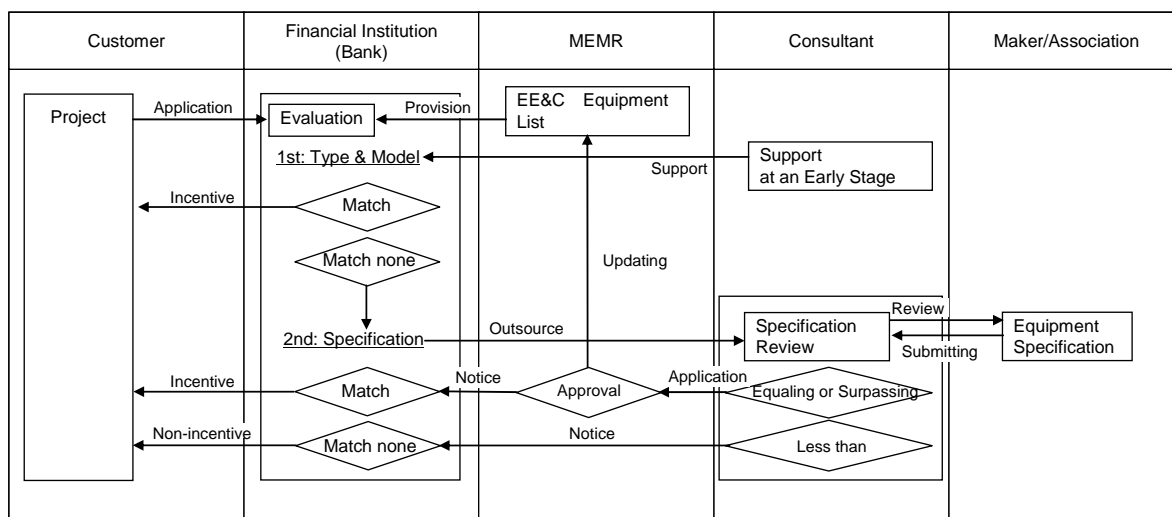 Customer
Financial Institution
(Bank)
MEMR
Consultant
Maker/Association
Project
Application
Evaluation
Provision
EE&C Equipment
List
1st: Type & Model
Support
Support
at an Early Stage
Incentive
Match
Match none
Updating
2nd: Specification
Outsource
Specification
Review
Review
Submitting
Equipment
Specification
Incentive
Match
Notice
Approval
Application
Equaling or Surpassing
Non-incentive
Match none
Notice
Less than